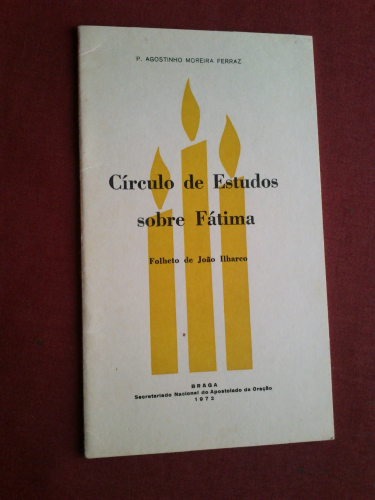 P. AGOSTINHO MOREIRA FERRAZ
Círculo de Estudos
sobre Fátima
Folheto de João Ilharco
BRAGA
Secretariado Nacional do Apostolado da Oração
1972